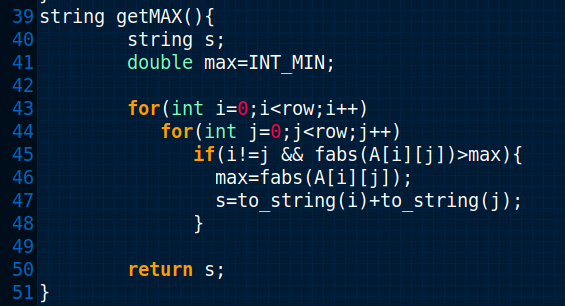 39 string getMAX(){
40         string s;
41         double max=INT_MIN;
42
43         for(int i=0;i<row;i++)
44            for(int j=0;j<row;j++)
45               if(i!=j && fabs(A[i][j])>max){
46                 max=fabs(A[i][j]);
47                 s=to_string(i)+to_string(j);
48               }
49
50         return s;
51 }